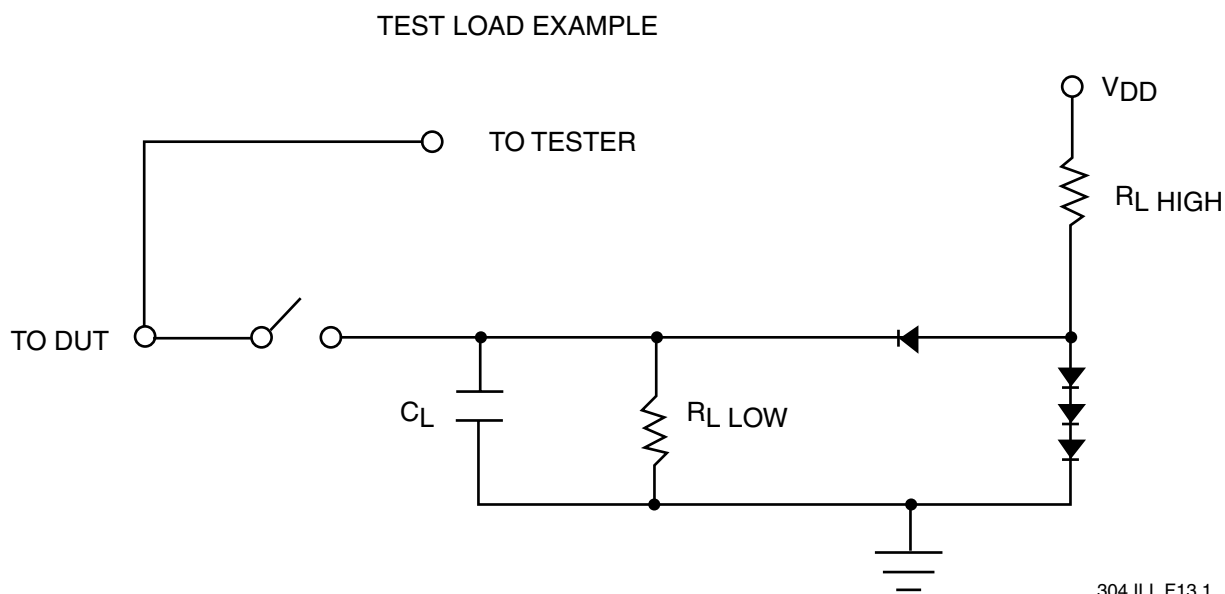 TEST LOAD EXAMPLE
VDD
TO TESTER
RL HIGH
TO DUT
CL
RL LOW
304 ILL F13.1